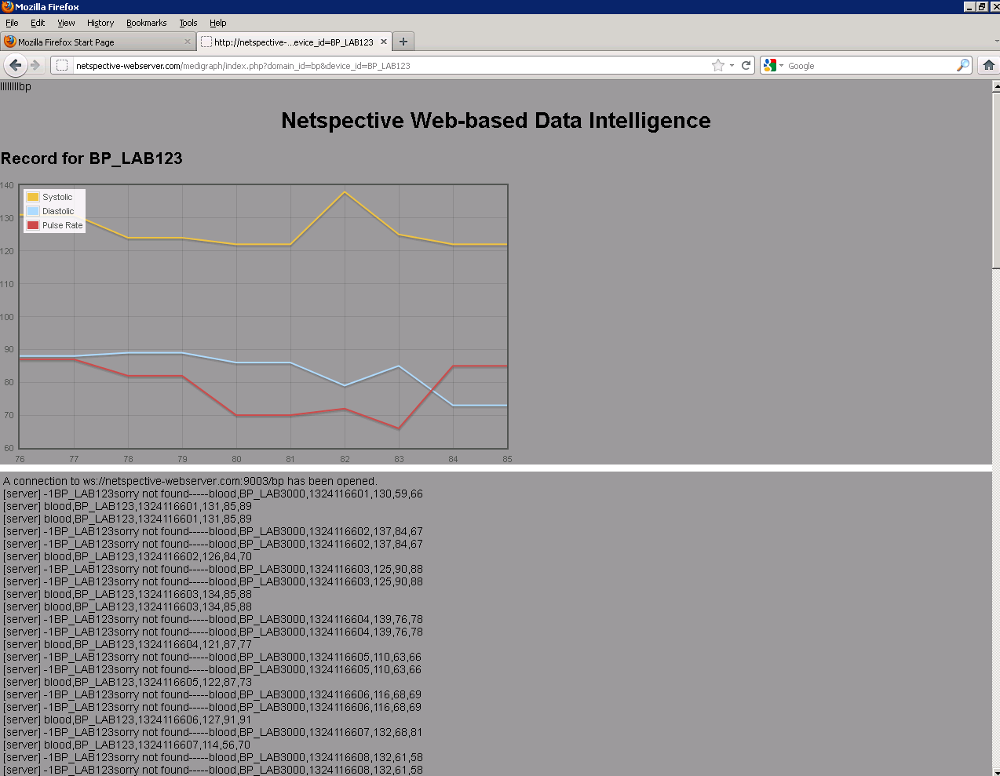 Mozilla Firefox
File Edit View History Bookmarks Tools Help
Mozilla Firefox Start Page × http://netspective-...evice_id=BP_LAB123 × +
netspective-webserver.com/medigraph/index.php?domain_id=bp&device_id=BP_LAB123 Google
lllllllllbp
Netspective Web-based Data Intelligence
Record for BP_LAB123
140
Systolic
Diastolic
130
Pulse Rate
120
110
100
90
80
70
60
76 77 78 79 80 81 82 83 84 85
A connection to ws://netspective-webserver.com:9003/bp has been opened.
[server] -1BP_LAB123sorry not found-----blood,BP_LAB3000,1324116601,130,59,66
[server] blood,BP_LAB123,1324116601,131,85,89
[server] blood,BP_LAB123,1324116601,131,85,89
[server] -1BP_LAB123sorry not found-----blood,BP_LAB3000,1324116602,137,84,67
[server] -1BP_LAB123sorry not found-----blood,BP_LAB3000,1324116602,137,84,67
[server] blood,BP_LAB123,1324116602,126,84,70
[server] -1BP_LAB123sorry not found-----blood,BP_LAB3000,1324116603,125,90,88
[server] -1BP_LAB123sorry not found-----blood,BP_LAB3000,1324116603,125,90,88
[server] blood,BP_LAB123,1324116603,134,85,88
[server] blood,BP_LAB123,1324116603,134,85,88
[server] -1BP_LAB123sorry not found-----blood,BP_LAB3000,1324116604,139,76,78
[server] -1BP_LAB123sorry not found-----blood,BP_LAB3000,1324116604,139,76,78
[server] blood,BP_LAB123,1324116604,121,87,77
[server] -1BP_LAB123sorry not found-----blood,BP_LAB3000,1324116605,110,63,66
[server] -1BP_LAB123sorry not found-----blood,BP_LAB3000,1324116605,110,63,66
[server] blood,BP_LAB123,1324116605,122,87,73
[server] -1BP_LAB123sorry not found-----blood,BP_LAB3000,1324116606,116,68,69
[server] -1BP_LAB123sorry not found-----blood,BP_LAB3000,1324116606,116,68,69
[server] blood,BP_LAB123,1324116606,127,91,91
[server] -1BP_LAB123sorry not found-----blood,BP_LAB3000,1324116607,132,68,81
[server] blood,BP_LAB123,1324116607,114,56,70
[server] -1BP_LAB123sorry not found-----blood,BP_LAB3000,1324116608,132,61,58
[server] -1BP_LAB123sorry not found-----blood,BP_LAB3000,1324116608,132,61,58